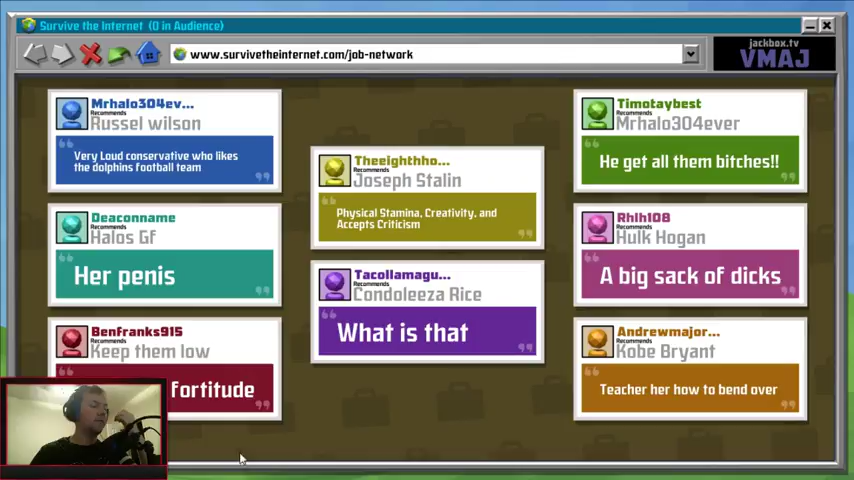 Survive the Internet (0 in Audience)
www.survivetheinternet.com/job-network
jackbox.tv
VMAJ
Mrhalo304ev...
Recommends
Russel wilson
Very Loud conservative who likes
the dolphins football team
Deaconname
Recommends
Halos Gf
Her penis
Benfranks915
Recommends
Keep them low
fortitude
Theeighthho...
Recommends
Joseph Stalin
Physical Stamina, Creativity, and
Accepts Criticism
Tacollamagu...
Recommends
Condoleeza Rice
What is that
Timotaybest
Recommends
Mrhalo304ever
He get all them bitches!!
Rhlh108
Recommends
Hulk Hogan
A big sack of dicks
Andrewmajor...
Recommends
Kobe Bryant
Teacher her how to bend over